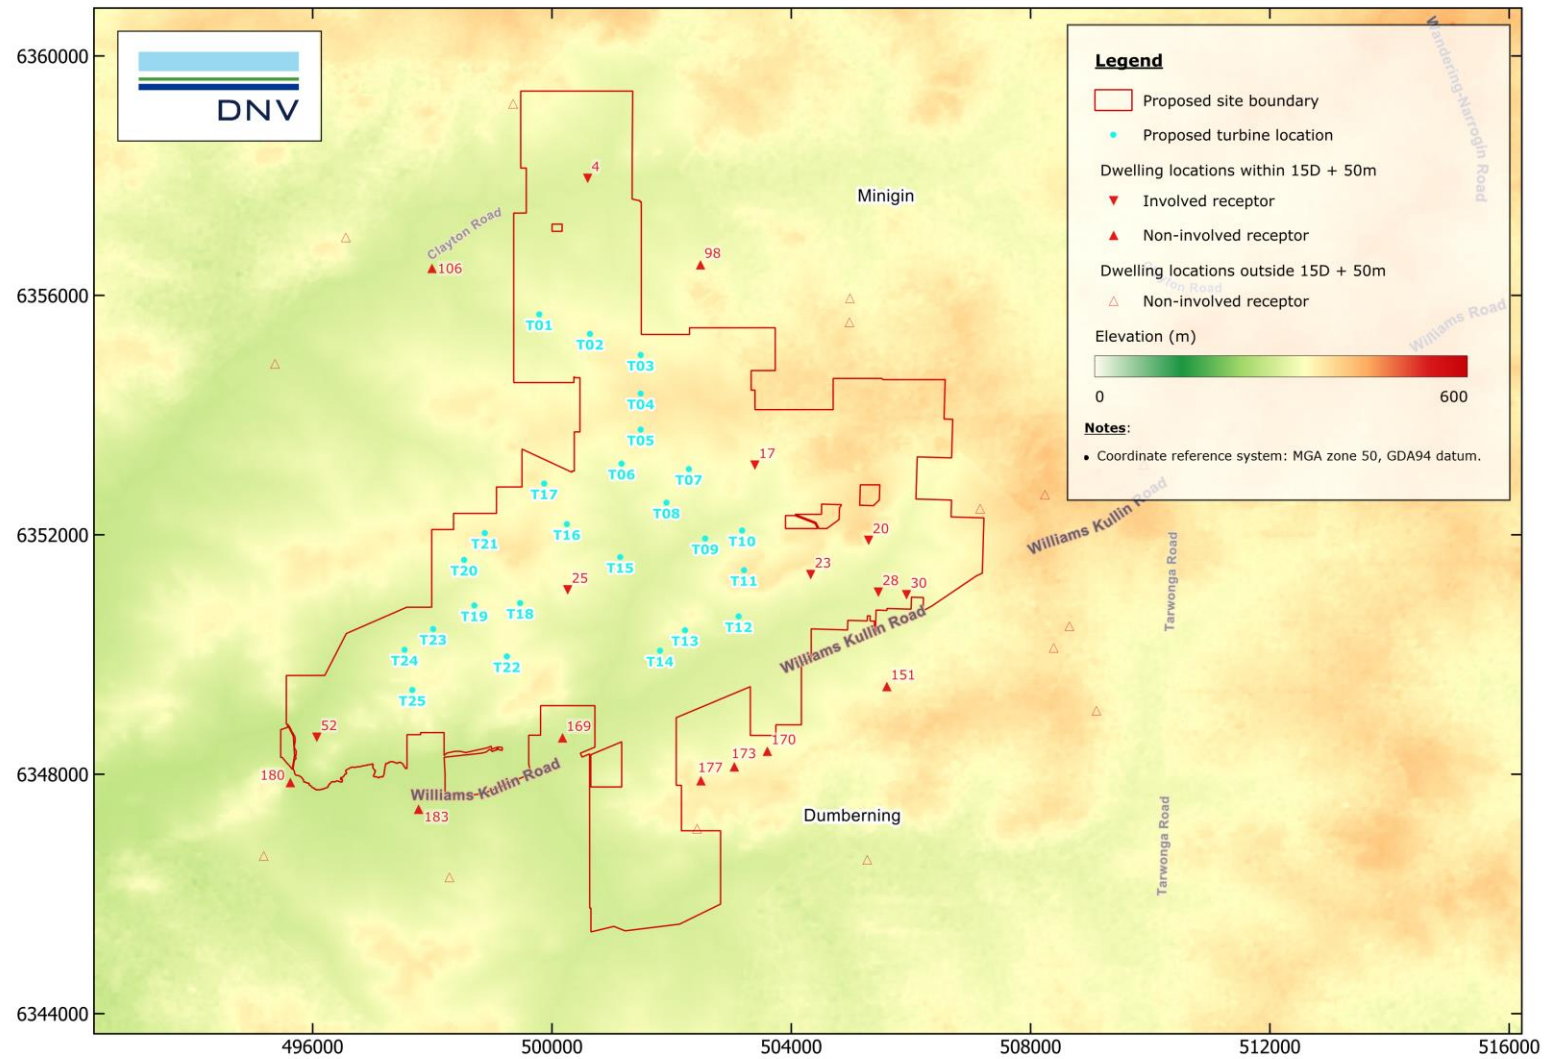 6360000
6356000
6352000
6348000
6344000
496000
500000
504000
508000
512000
516000
DNV
Legend
Proposed site boundary
Proposed turbine location
Dwelling locations within 15D + 50m
Involved receptor
Non-involved receptor
Dwelling locations outside 15D + 50m
Non-involved receptor
Elevation (m)
0
600
Notes:
• Coordinate reference system: MGA zone 50, GDA94 datum.
Wandering-Narrogin Road
Williams Road
4
Minigin
Clayton Road
106
98
T01
T02
T03
T04
T05
17
T06
T07
T17
T08
Williams Kullin Road
T16
T21
T10
T09
20
Tarwonga Road
T20
T15
T11
23
25
28
30
T19
T18
T12
T23
T13
Williams Kullin Road
T24
T22
T14
151
T25
52
169
170
173
177
180
Williams-Kullin-Road
183
Dumberning
Tarwonga Road